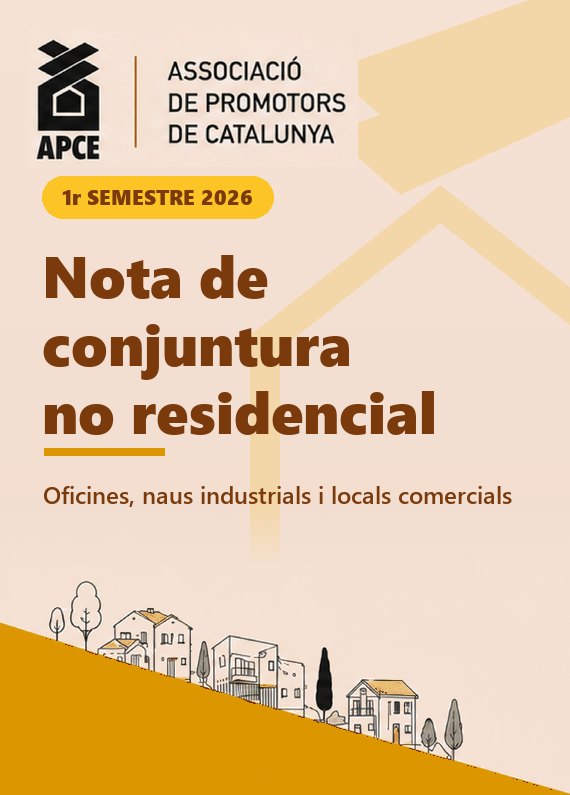 APCE
ASSOCIACIÓ
DE PROMOTORS
DE CATALUNYA
1r SEMESTRE 2026
Nota de
conjuntura
no residencial
Oficines, naus industrials i locals comercials